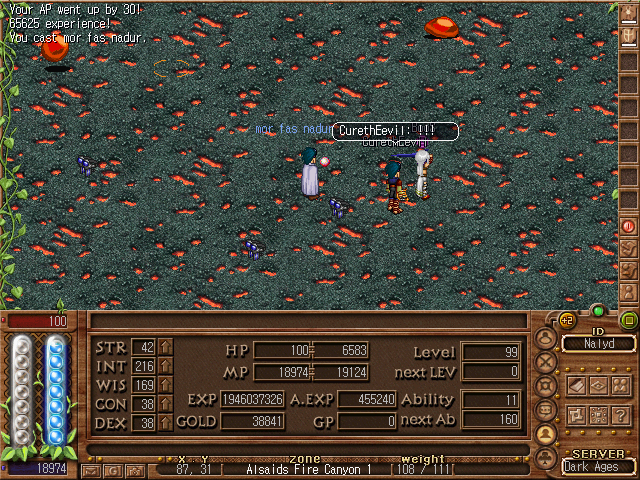 Your AP went up by 30!
65625 experience!
You cast mor fas nadur.
mor fas nadur
CurethEevil: !!!
100
STR 42
INT 216
WIS 169
CON 38
DEX 38
HP 100 6583
MP 18974 19124
EXP 1946037326 A.EXP 455240
GOLD 38841 GP 0
Level 99
next LEV 0
Ability 11
next Ab 160
+2
ID
Nalyd
?
SERVER
Dark Ages
18974
G
x . y zone weight
87, 31 [ Alsaids Fire Canyon 1 [108 / 111[